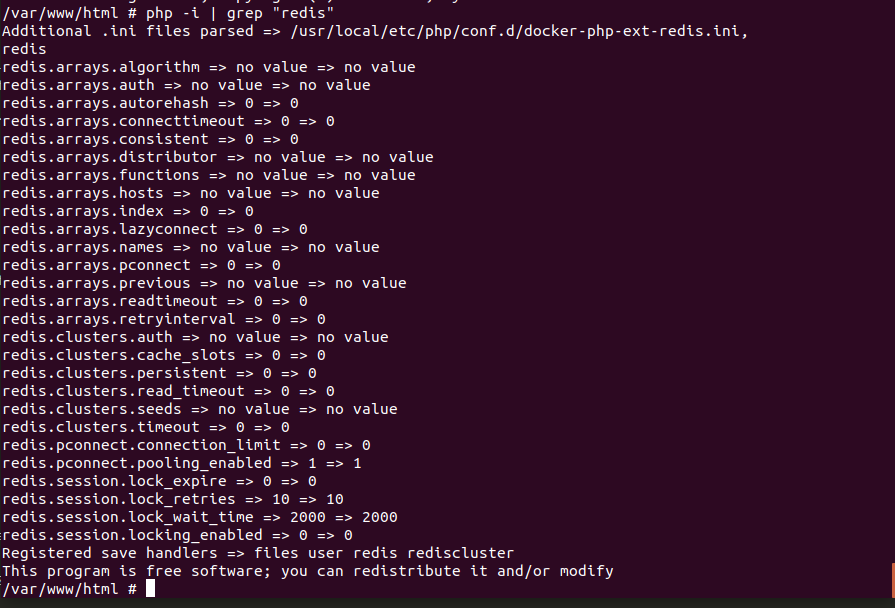 /var/www/html # php -i | grep "redis"
Additional .ini files parsed => /usr/local/etc/php/conf.d/docker-php-ext-redis.ini,
redis
redis.arrays.algorithm => no value => no value
redis.arrays.auth => no value => no value
redis.arrays.autorehash => 0 => 0
redis.arrays.connecttimeout => 0 => 0
redis.arrays.consistent => 0 => 0
redis.arrays.distributor => no value => no value
redis.arrays.functions => no value => no value
redis.arrays.hosts => no value => no value
redis.arrays.index => 0 => 0
redis.arrays.lazyconnect => 0 => 0
redis.arrays.names => no value => no value
redis.arrays.pconnect => 0 => 0
redis.arrays.previous => no value => no value
redis.arrays.readtimeout => 0 => 0
redis.arrays.retryinterval => 0 => 0
redis.clusters.auth => no value => no value
redis.clusters.cache_slots => 0 => 0
redis.clusters.persistent => 0 => 0
redis.clusters.read_timeout => 0 => 0
redis.clusters.seeds => no value => no value
redis.clusters.timeout => 0 => 0
redis.pconnect.connection_limit => 0 => 0
redis.pconnect.pooling_enabled => 1 => 1
redis.session.lock_expire => 0 => 0
redis.session.lock_retries => 10 => 10
redis.session.lock_wait_time => 2000 => 2000
redis.session.locking_enabled => 0 => 0
Registered save handlers => files user redis rediscluster
This program is free software; you can redistribute it and/or modify
/var/www/html #